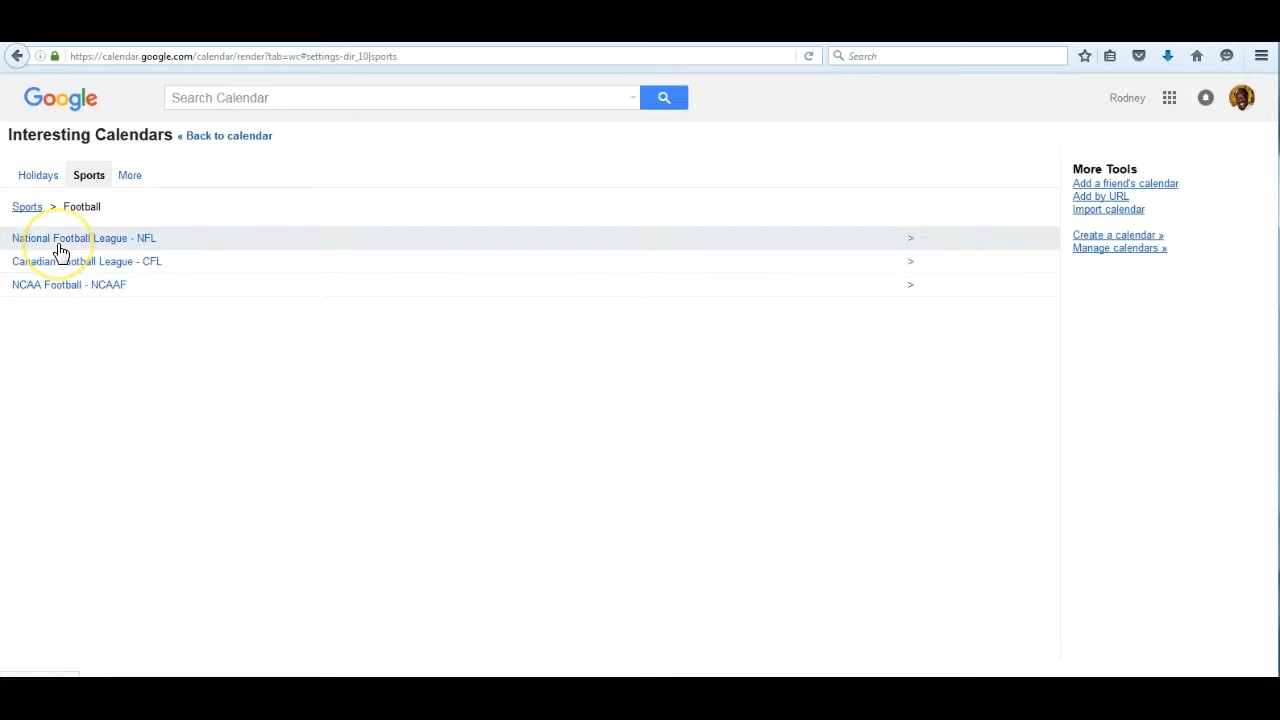 https://calendar.google.com/calendar/render?tab=wc#settings-dir_10|sports
Search
Google
Search Calendar
Rodney
Interesting Calendars « Back to calendar
Holidays Sports More
Sports > Football
National Football League - NFL >
Canadian Football League - CFL >
NCAA Football - NCAAF >
More Tools
Add a friend's calendar
Add by URL
Import calendar
Create a calendar »
Manage calendars »